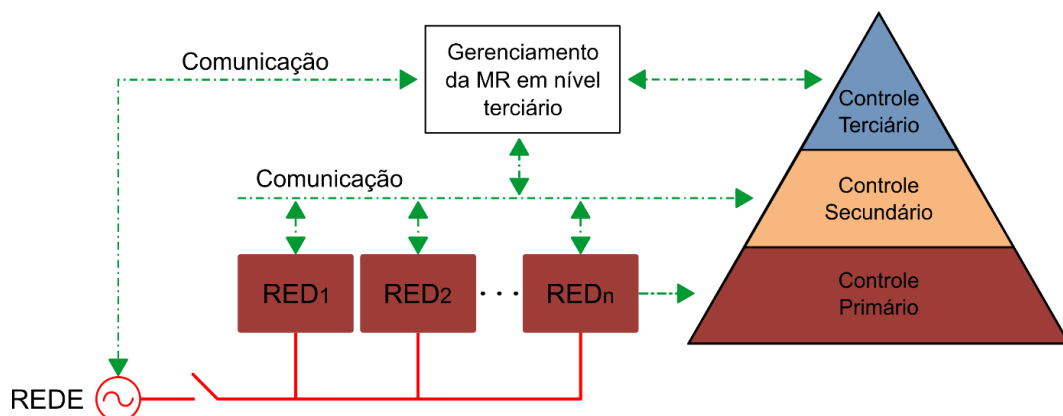 Comunicação
Gerenciamento
da MR em nível
terciário
Controle
Terciário
Comunicação
Controle
Secundário
RED1
RED2
...
REDn
Controle
Primário
REDE